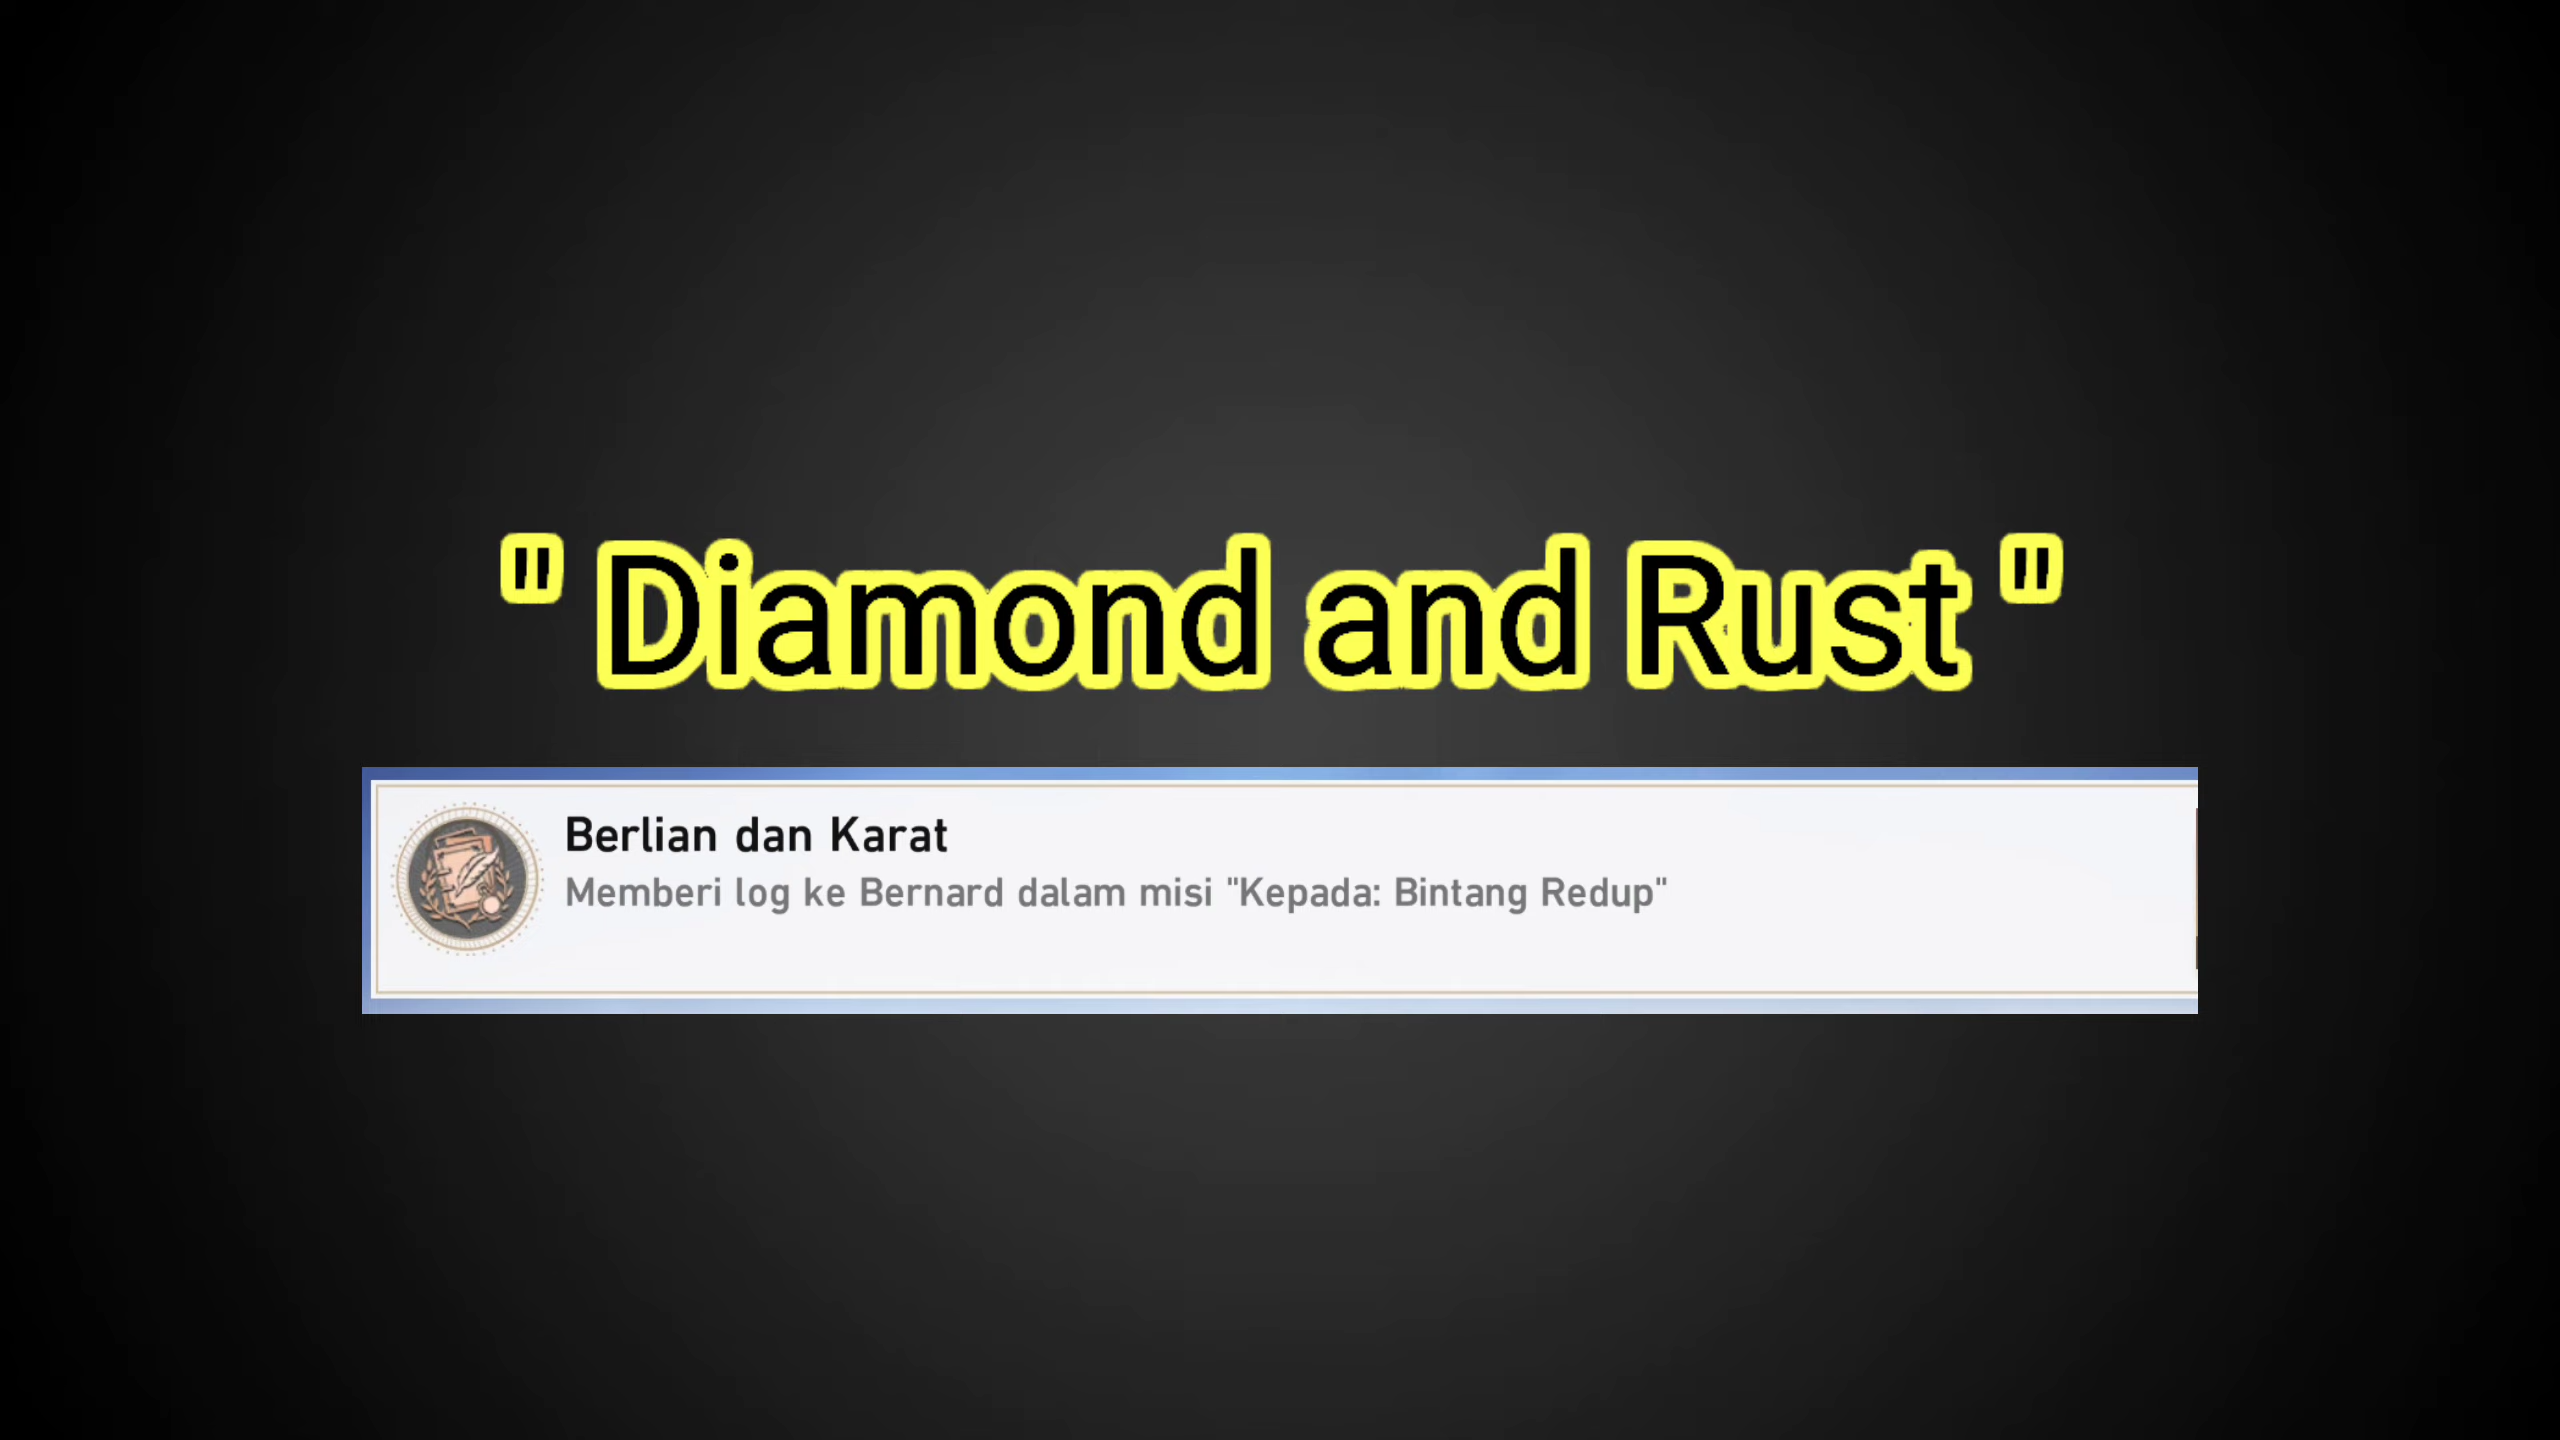 " Diamond and Rust "
Berlian dan Karat
Memberi log ke Bernard dalam misi "Kepada: Bintang Redup"